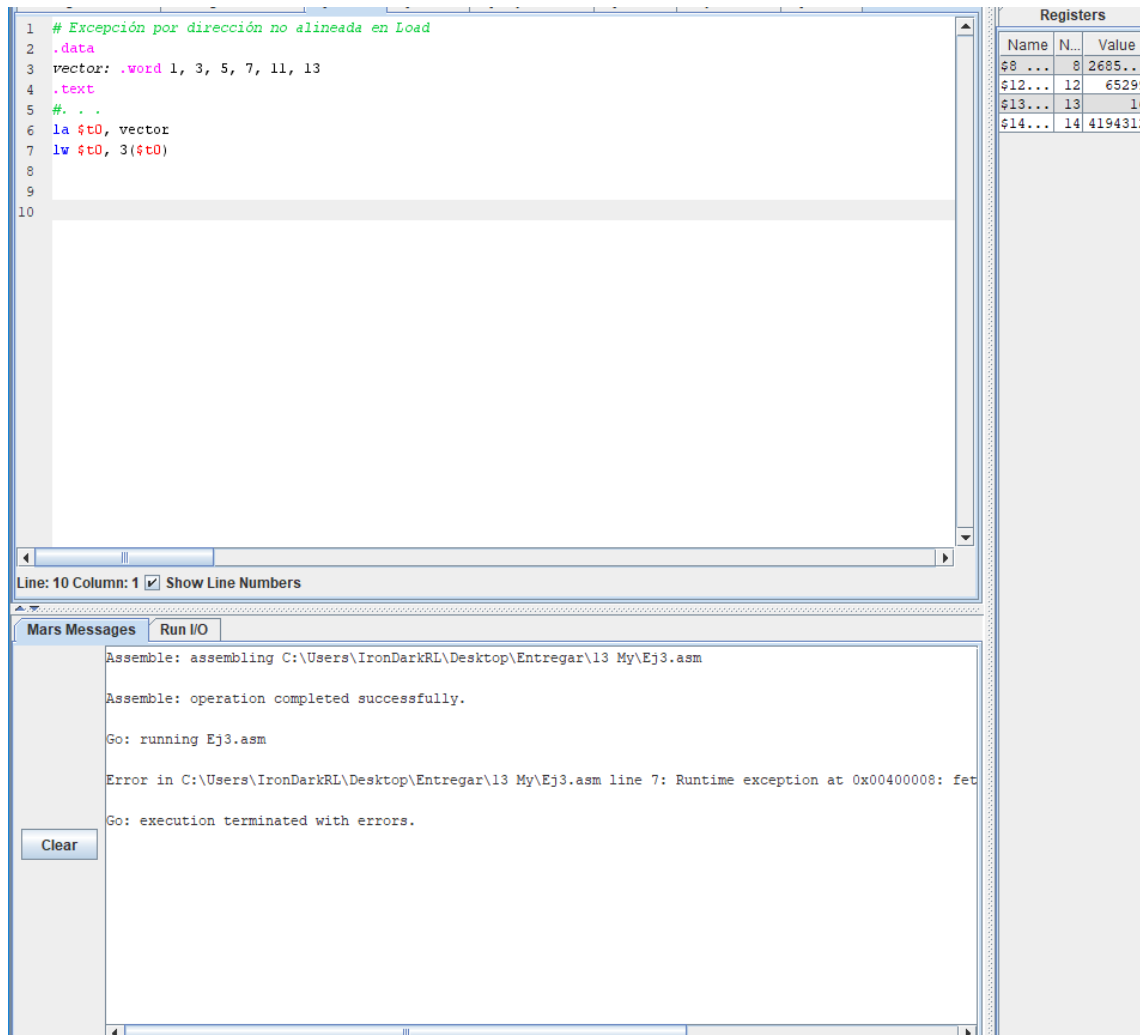 1 # Excepción por dirección no alineada en Load
2 .data
3 vector: .word 1, 3, 5, 7, 11, 13
4 .text
5 #. . .
6 la $t0, vector
7 lw $t0, 3($t0)
8
9
10
Line: 10 Column: 1 Show Line Numbers
Mars Messages Run I/O
Assemble: assembling C:\Users\IronDarkRL\Desktop\Entregar\13 My\Ej3.asm
Assemble: operation completed successfully.
Go: running Ej3.asm
Error in C:\Users\IronDarkRL\Desktop\Entregar\13 My\Ej3.asm line 7: Runtime exception at 0x00400008: fet
Go: execution terminated with errors.
Clear
Registers
Name N... Value
$8 ... 8 2685...
$12... 12 6529
$13... 13 1
$14... 14 419431